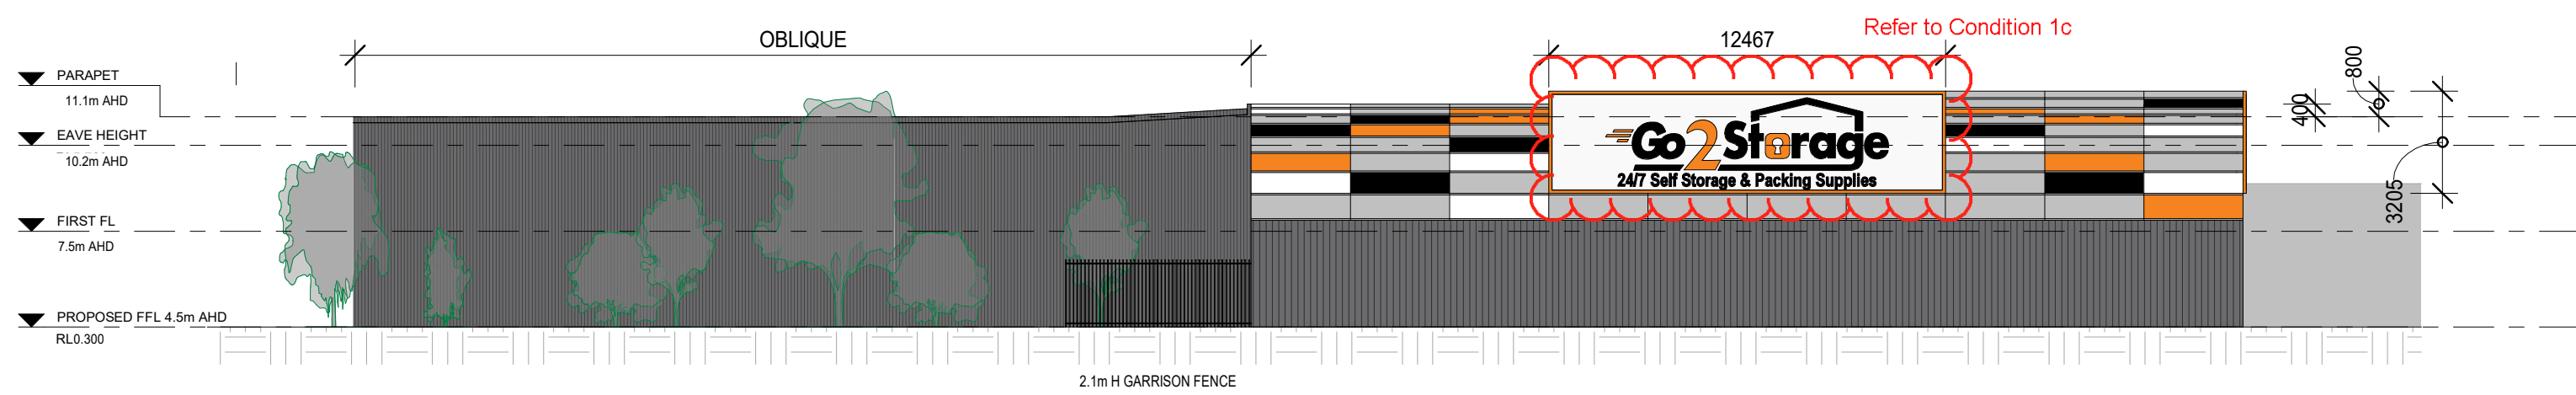 Refer to Condition 1c
OBLIQUE
12467
800
PARAPET
11.1m AHD
400
EAVE HEIGHT
10.2m AHD
Go2Storage
24/7 Self Storage & Packing Supplies
3205
FIRST FL
7.5m AHD
PROPOSED FFL 4.5m AHD
RL0.300
2.1m H GARRISON FENCE